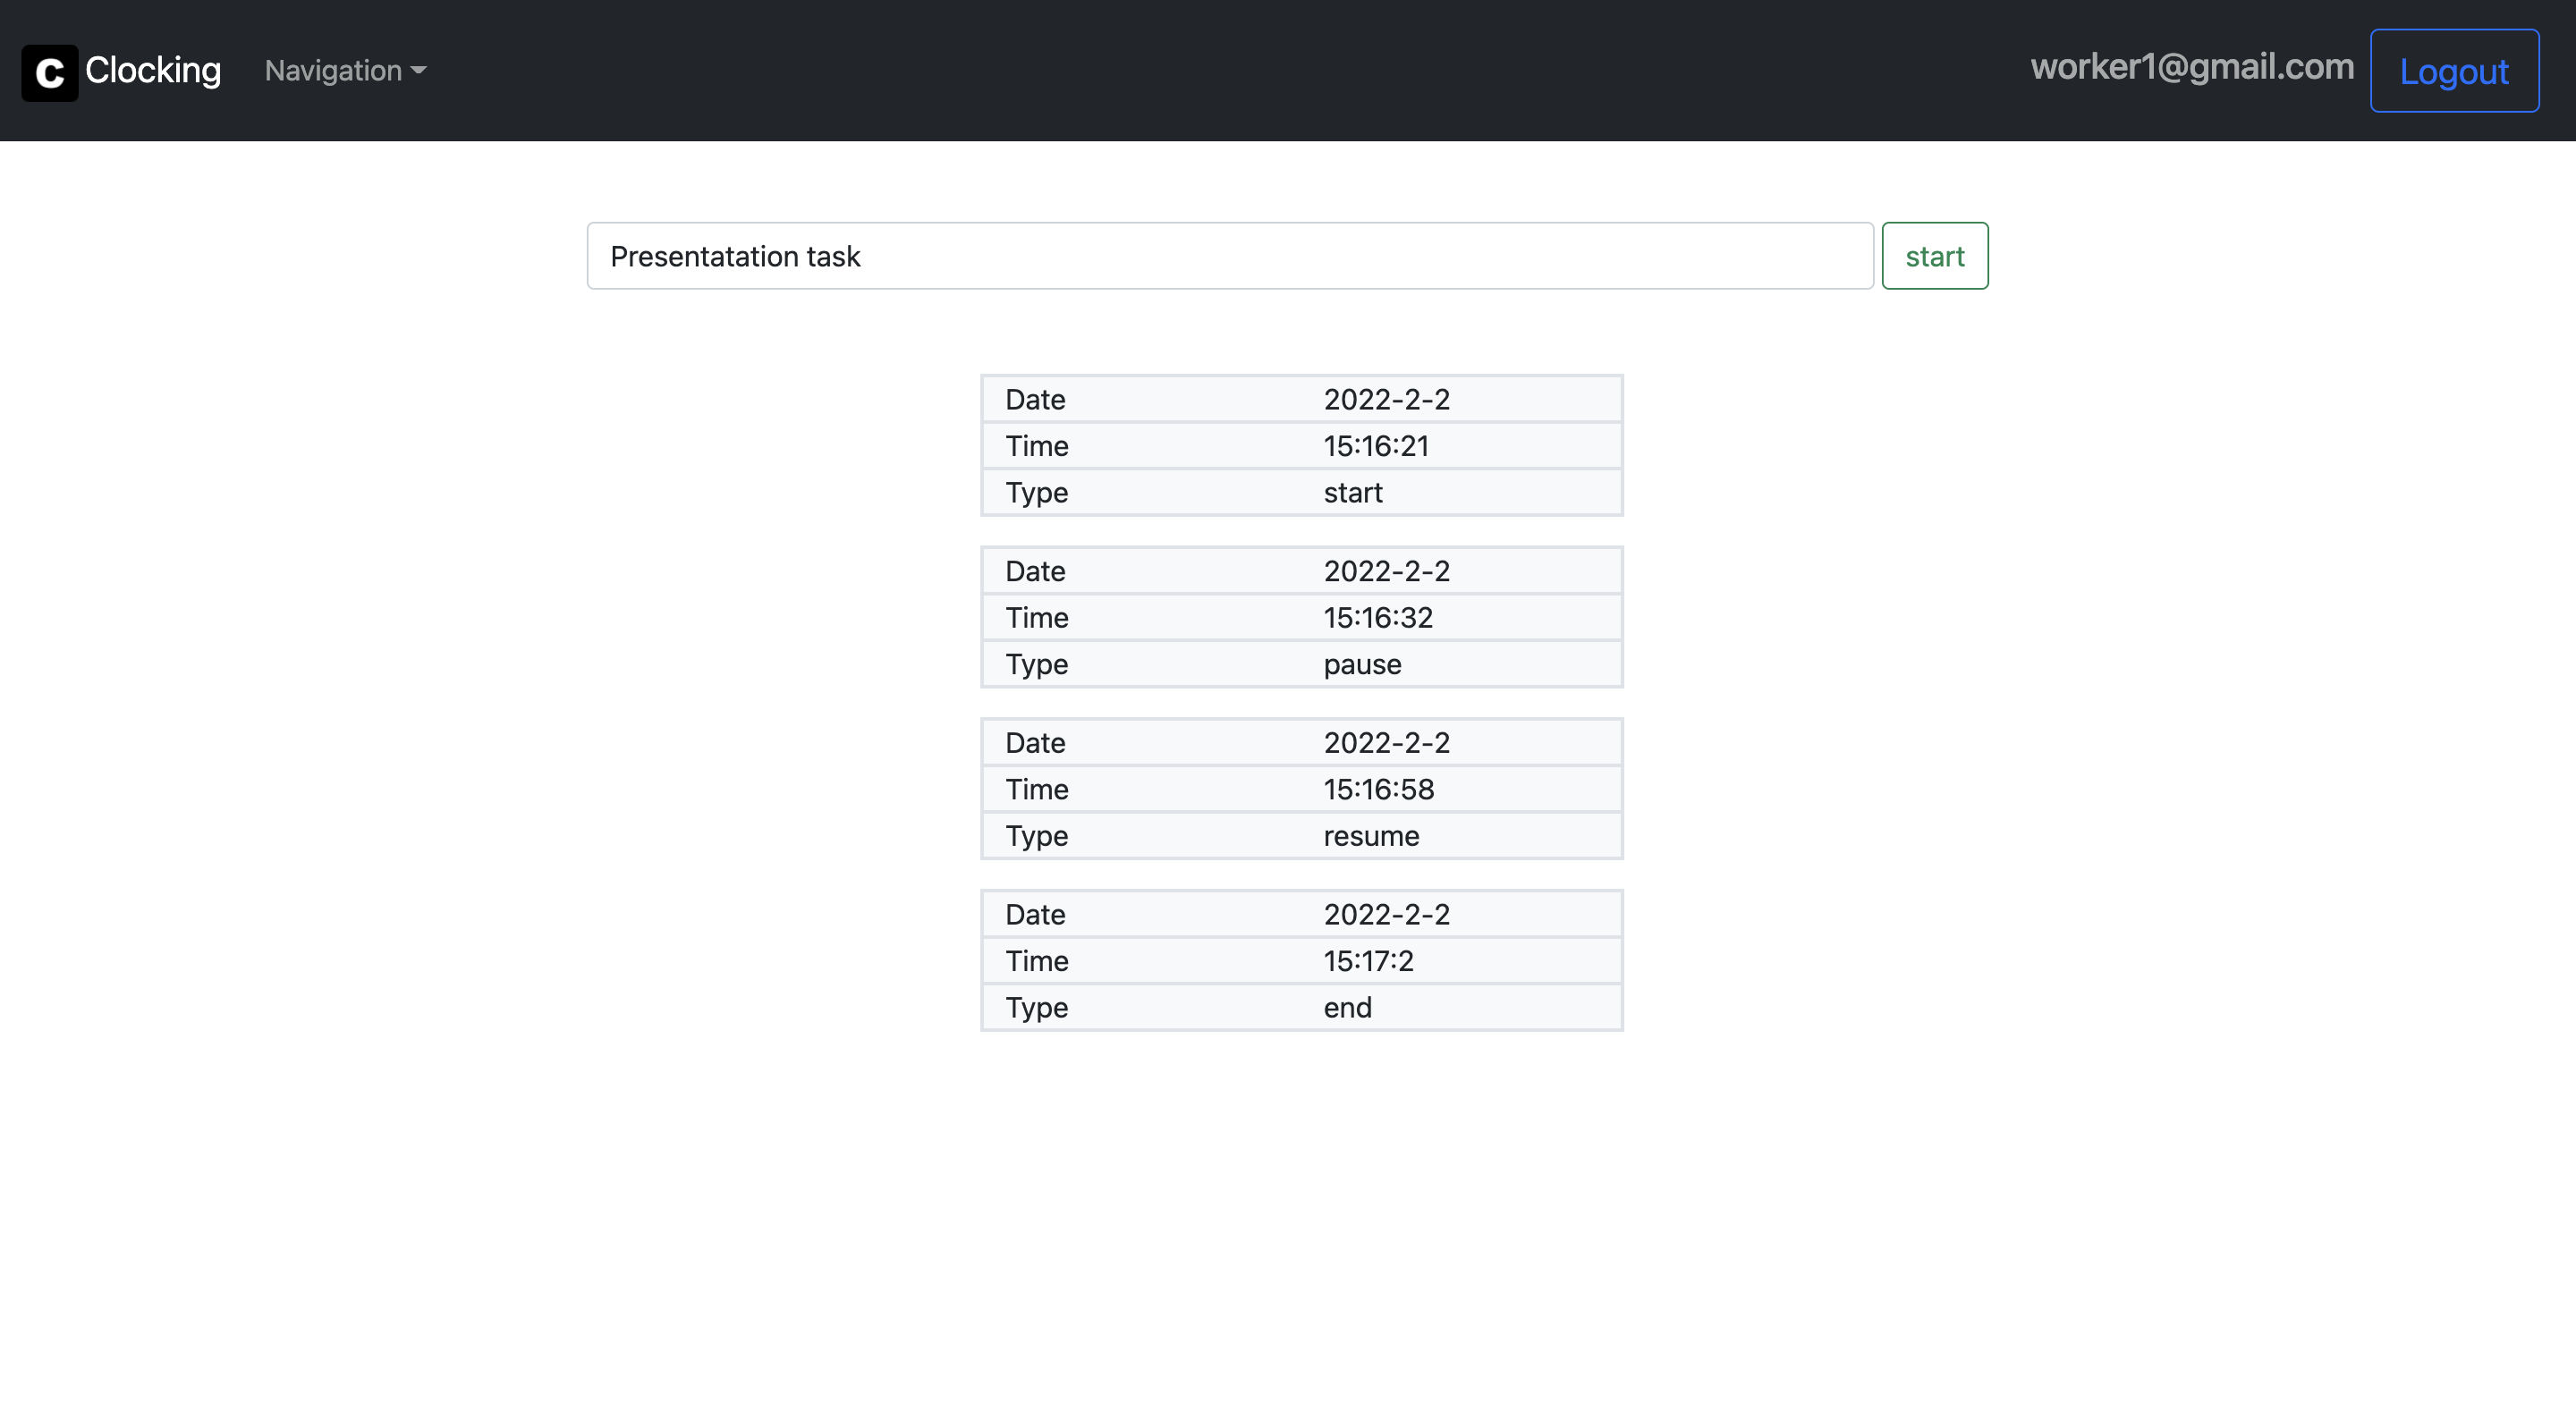 C Clocking Navigation worker1@gmail.com Logout
Presentatation task start
Date 2022-2-2
Time 15:16:21
Type start
Date 2022-2-2
Time 15:16:32
Type pause
Date 2022-2-2
Time 15:16:58
Type resume
Date 2022-2-2
Time 15:17:2
Type end